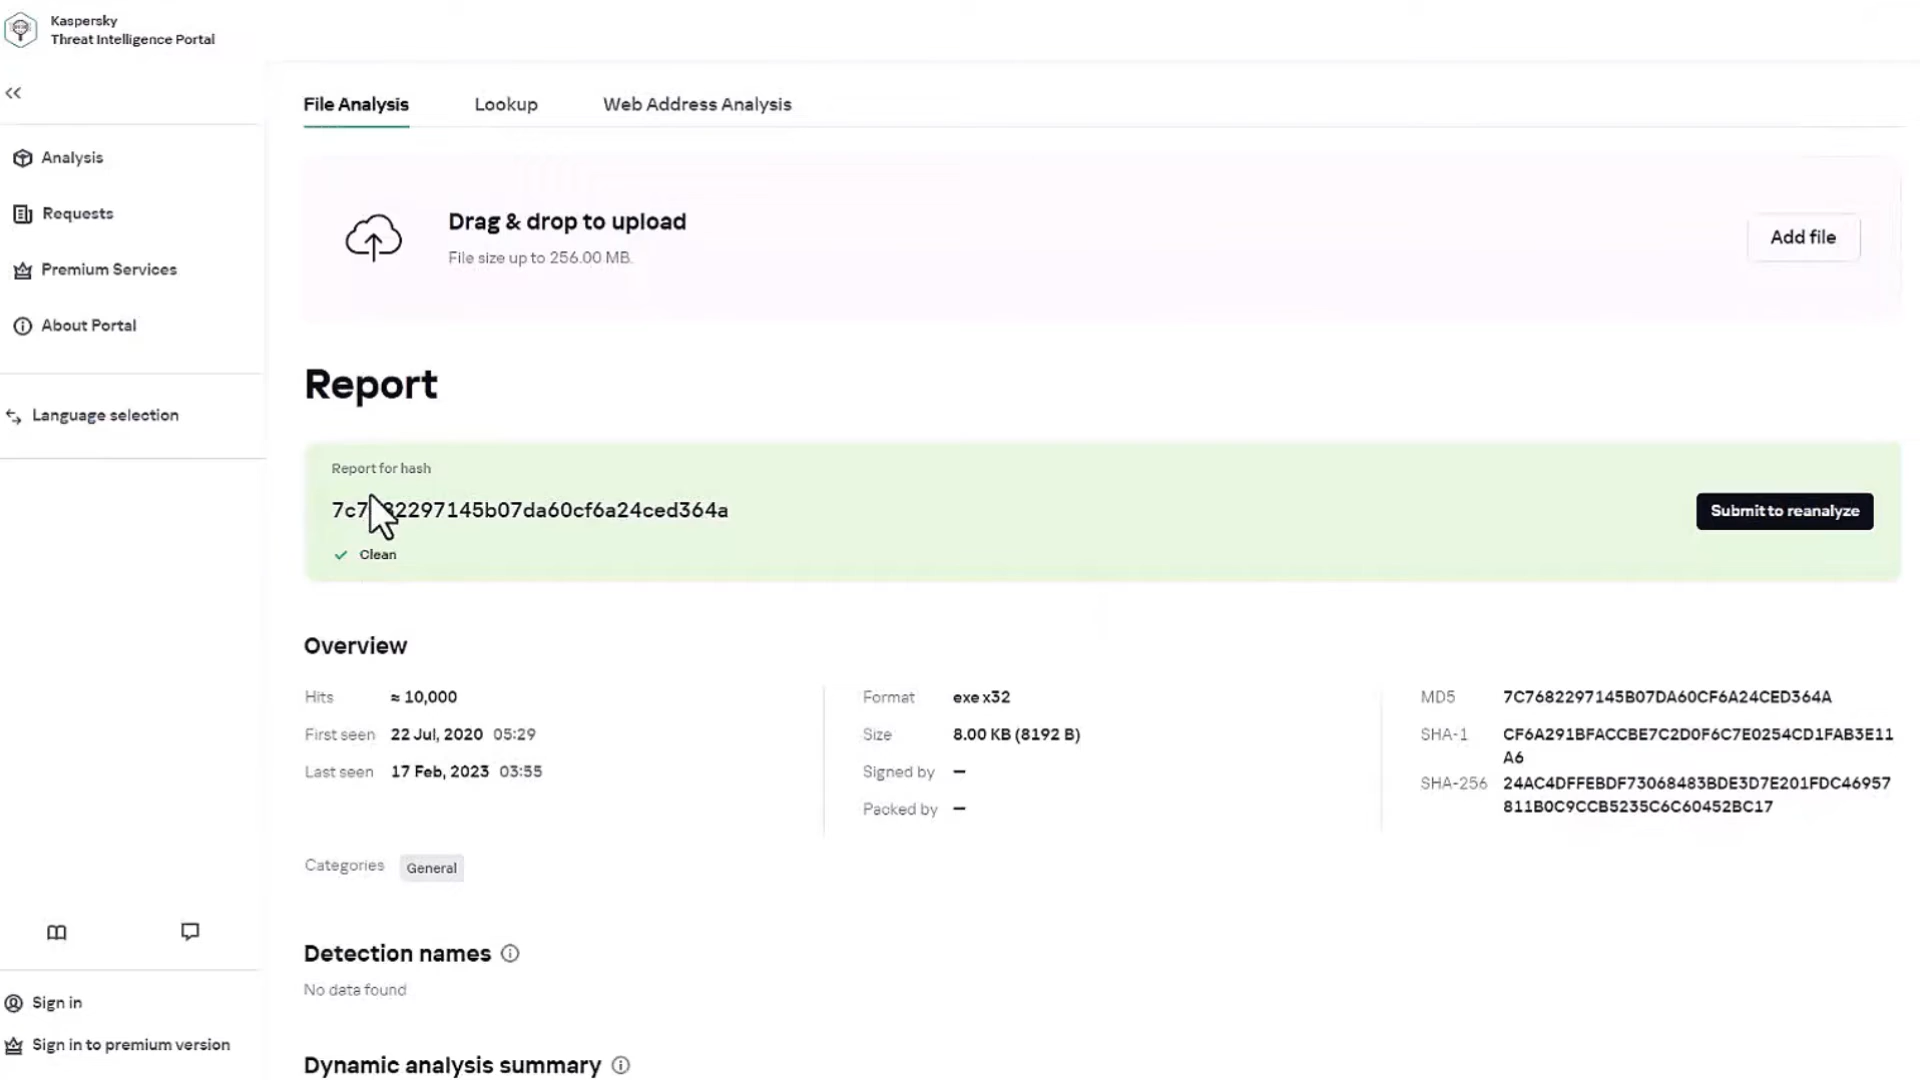 Kaspersky
Threat Intelligence Portal
File Analysis
Lookup
Web Address Analysis
Analysis
Requests
Premium Services
About Portal
Language selection
Drag & drop to upload
File size up to 256.00 MB.
Add file
Report
Report for hash
7c7682297145b07da60cf6a24ced364a
Clean
Submit to reanalyze
Overview
Hits ≈ 10,000
First seen 22 Jul, 2020 05:29
Last seen 17 Feb, 2023 03:55
Format exe x32
Size 8.00 KB (8192 B)
Signed by —
Packed by —
MD5 7C7682297145B07DA60CF6A24CED364A
SHA-1 CF6A291BFACCBE7C2D0F6C7E0254CD1FAB3E11
A6
SHA-256 24AC4DFFEBDF73068483BDE3D7E201FDC46957
811B0C9CCB5235C6C60452BC17
Categories General
Detection names
No data found
Dynamic analysis summary
Sign in
Sign in to premium version